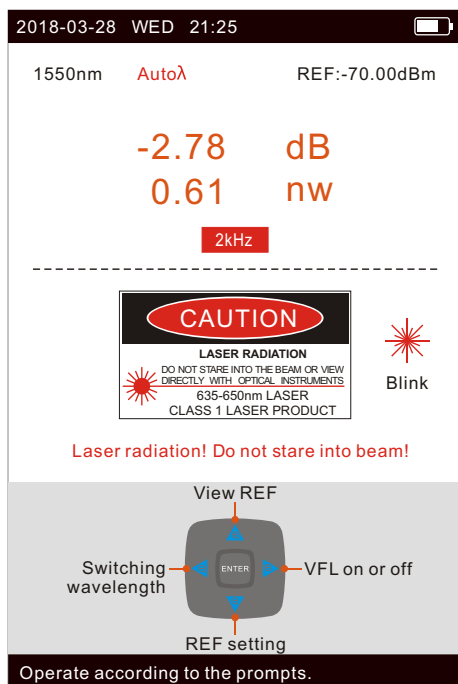 2018-03-28 WED 21:25
1550nm Autoλ REF:-70.00dBm
-2.78 dB
0.61 nw
2kHz
CAUTION
LASER RADIATION
DO NOT STARE INTO THE BEAM OR VIEW
DIRECTLY WITH OPTICAL INSTRUMENTS
635-650nm LASER
CLASS 1 LASER PRODUCT
Blink
Laser radiation! Do not stare into beam!
View REF
Switching
wavelength
ENTER
VFL on or off
REF setting
Operate according to the prompts.